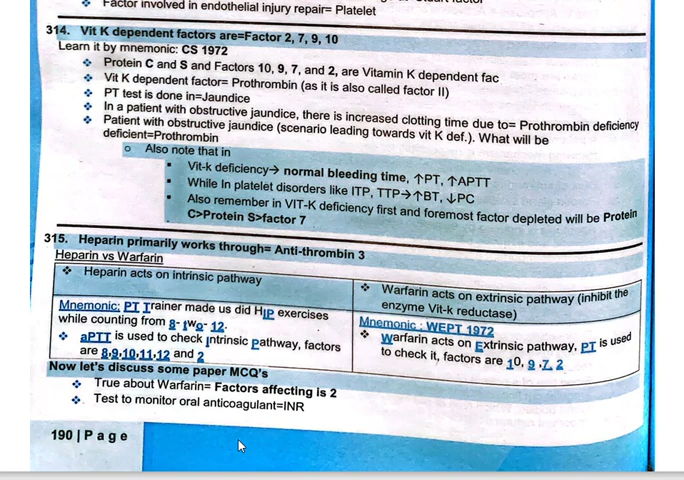 ❖ Factor involved in endothelial injury repair= Platelet
314. Vit K dependent factors are=Factor 2, 7, 9, 10
Learn it by mnemonic: CS 1972
❖ Protein C and S and Factors 10, 9, 7, and 2, are Vitamin K dependent fac
❖ Vit K dependent factor= Prothrombin (as it is also called factor II)
❖ PT test is done in=Jaundice
❖ In a patient with obstructive jaundice, there is increased clotting time due to= Prothrombin deficiency
❖ Patient with obstructive jaundice (scenario leading towards vit K def.). What will be
deficient=Prothrombin
o Also note that in
▪ Vit-k deficiency→ normal bleeding time, ↑PT, ↑APTT
▪ While In platelet disorders like ITP, TTP→↑BT, ↓PC
▪ Also remember in VIT-K deficiency first and foremost factor depleted will be Protein
C>Protein S>factor 7
315. Heparin primarily works through= Anti-thrombin 3
Heparin vs Warfarin
❖ Heparin acts on intrinsic pathway
❖ Warfarin acts on extrinsic pathway (inhibit the
enzyme Vit-k reductase)
Mnemonic: PT Trainer made us did HIP exercises
while counting from 8- two- 12.
❖ aPTT is used to check Intrinsic Pathway, factors
are 8,9,10,11,12 and 2
Mnemonic : WEPT 1972
❖ Warfarin acts on Extrinsic pathway, PT is used
to check it, factors are 10, 9 ,7, 2
Now let's discuss some paper MCQ's
❖ True about Warfarin= Factors affecting is 2
❖ Test to monitor oral anticoagulant=INR
190 | P a g e